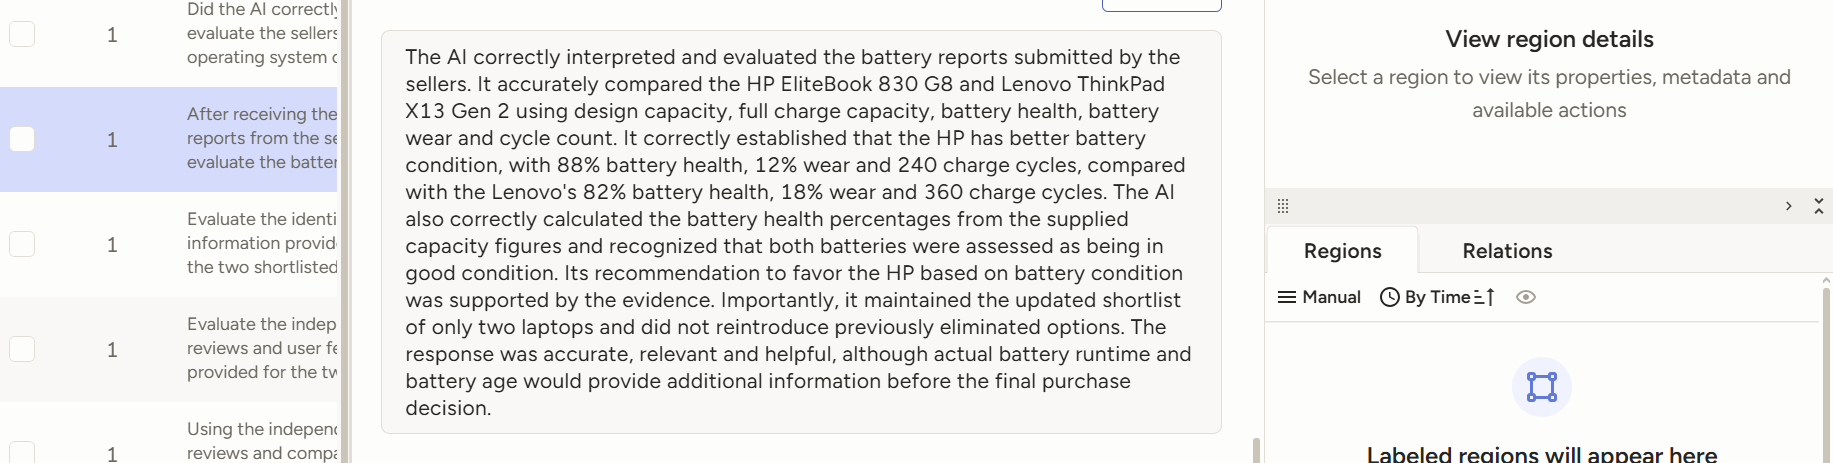 Did the AI correctly
evaluate the sellers
operating system
1
After receiving the
reports from the se
evaluate the batter
1
Evaluate the identi
information provid
the two shortlisted
1
Evaluate the indep
reviews and user fe
provided for the tw
1
Using the independ
reviews and compa
1
The AI correctly interpreted and evaluated the battery reports submitted by the
sellers. It accurately compared the HP EliteBook 830 G8 and Lenovo ThinkPad
X13 Gen 2 using design capacity, full charge capacity, battery health, battery
wear and cycle count. It correctly established that the HP has better battery
condition, with 88% battery health, 12% wear and 240 charge cycles, compared
with the Lenovo's 82% battery health, 18% wear and 360 charge cycles. The AI
also correctly calculated the battery health percentages from the supplied
capacity figures and recognized that both batteries were assessed as being in
good condition. Its recommendation to favor the HP based on battery condition
was supported by the evidence. Importantly, it maintained the updated shortlist
of only two laptops and did not reintroduce previously eliminated options. The
response was accurate, relevant and helpful, although actual battery runtime and
battery age would provide additional information before the final purchase
decision.
View region details
Select a region to view its properties, metadata and
available actions
Regions
Relations
Manual
By Time
Labeled regions will appear here